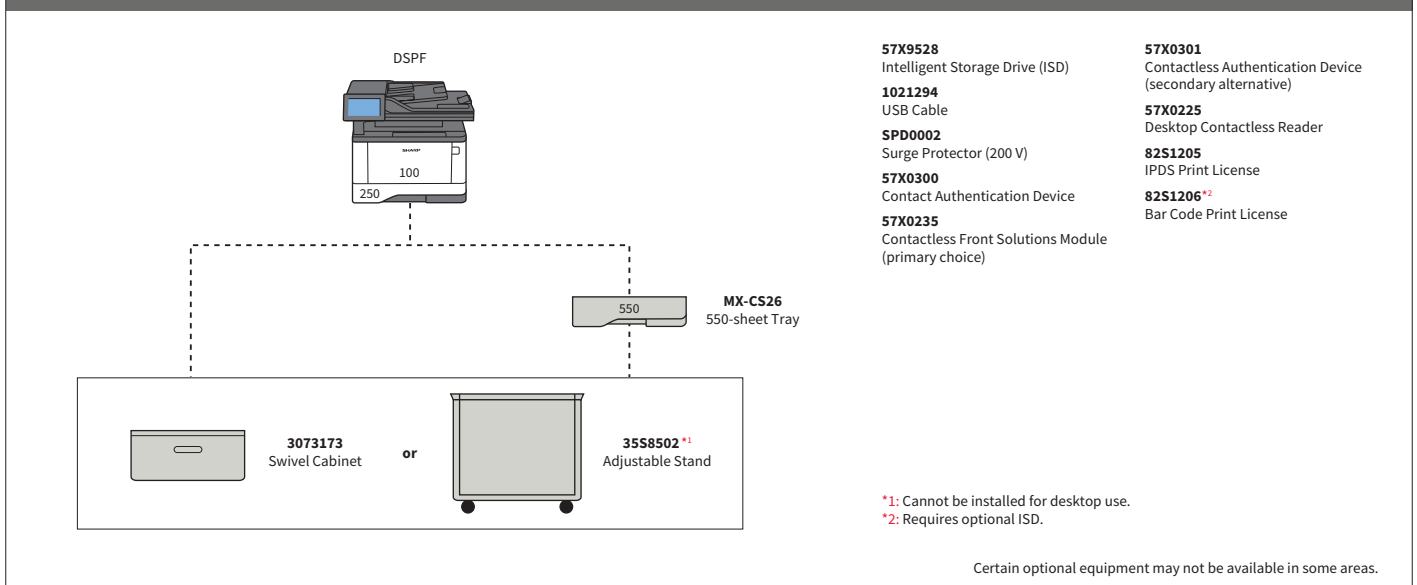 DSPF
SHARP
100
250
550
MX-CS26
550-sheet Tray
3073173
Swivel Cabinet
or
35S8502*1
Adjustable Stand
57X9528
Intelligent Storage Drive (ISD)
1021294
USB Cable
SPD0002
Surge Protector (200 V)
57X0300
Contact Authentication Device
57X0235
Contactless Front Solutions Module
(primary choice)
57X0301
Contactless Authentication Device
(secondary alternative)
57X0225
Desktop Contactless Reader
82S1205
IPDS Print License
82S1206*2
Bar Code Print License
*1: Cannot be installed for desktop use.
*2: Requires optional ISD.
Certain optional equipment may not be available in some areas.